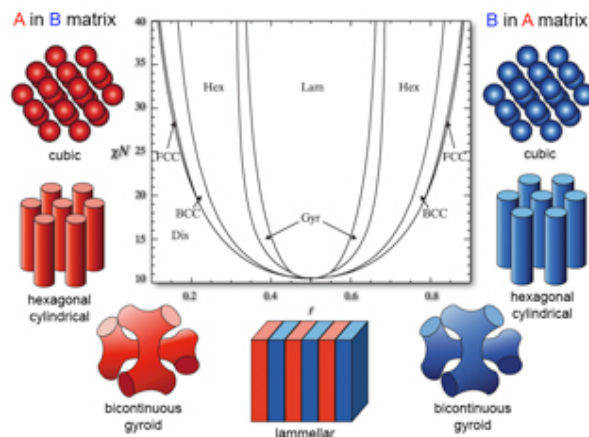 A in B matrix
B in A matrix
cubic
hexagonal
cylindrical
bicontinuous
gyroid
40
35
30
χN
20
15
10
Hex
Lam
Hex
FCC
FCC
BCC
BCC
Gyr
Dis
0.2
0.4
0.6
0.8
f
lammellar
cubic
hexagonal
cylindrical
bicontinuous
gyroid